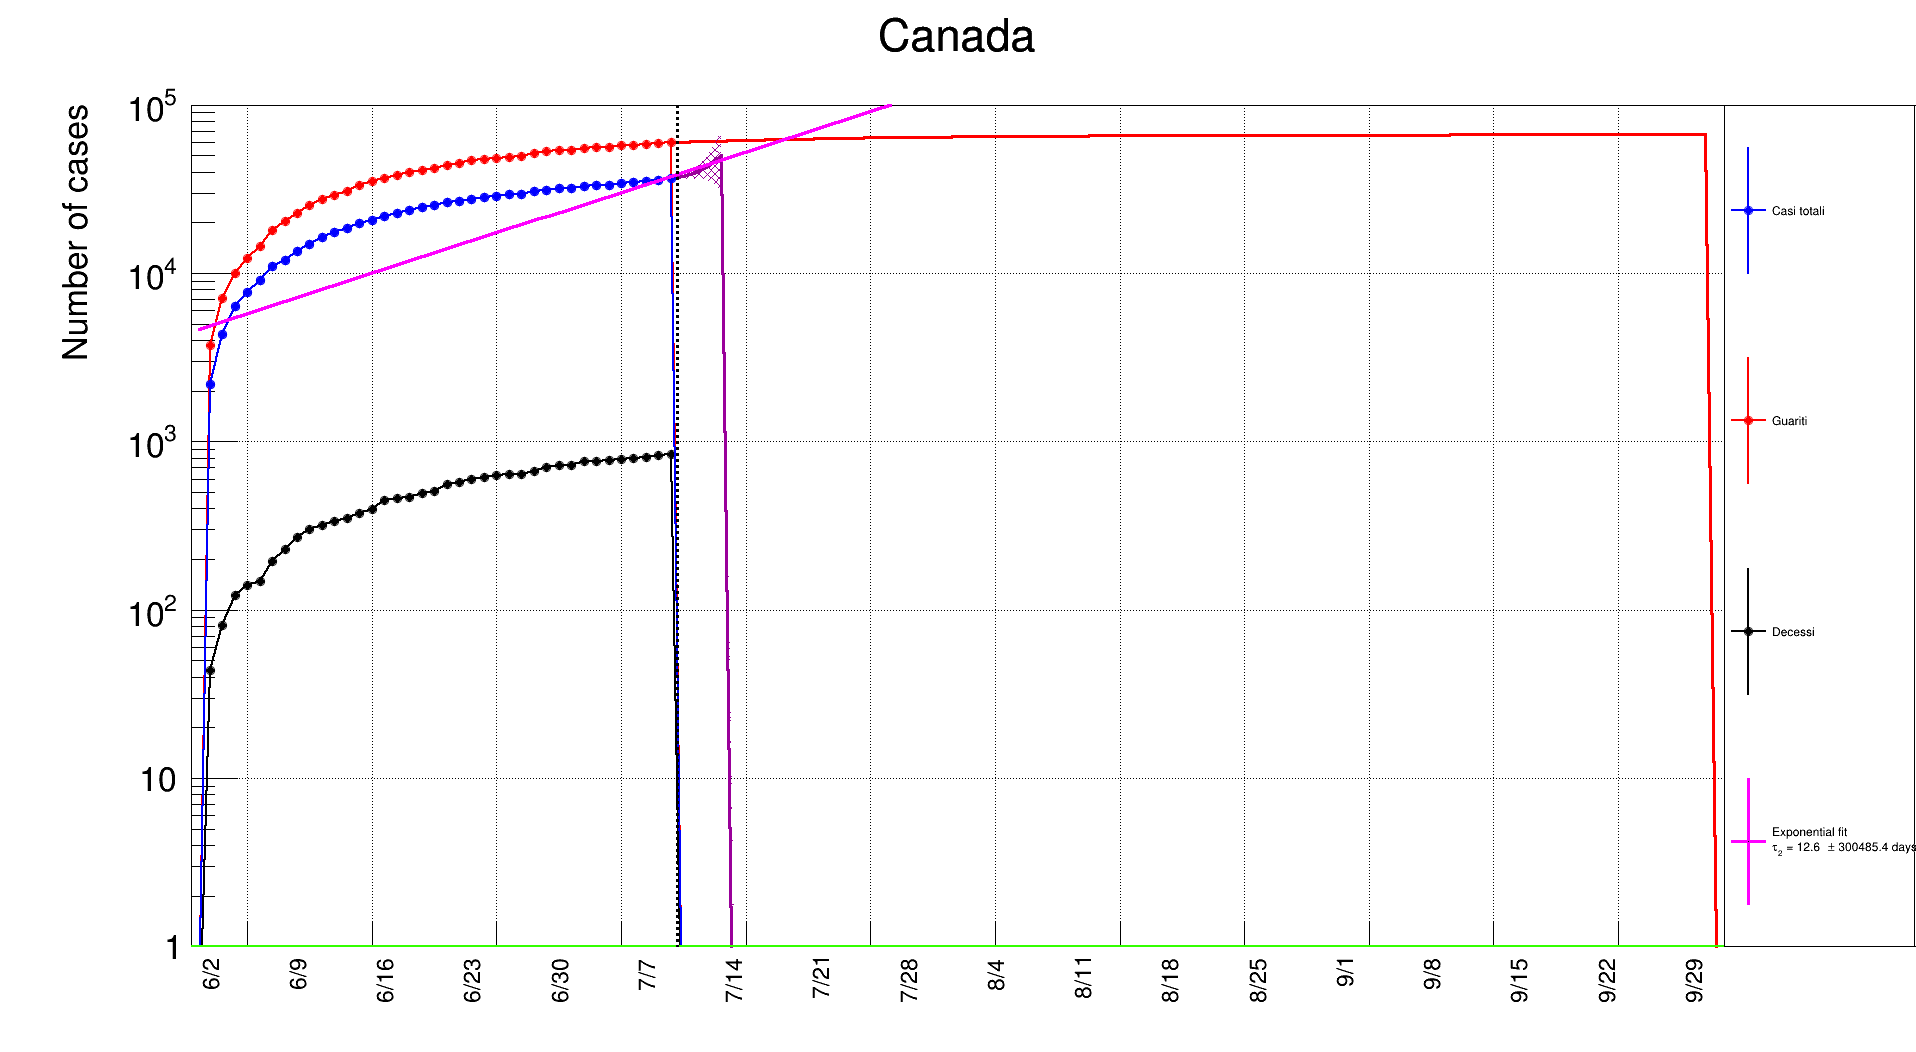 Canada
Number of cases
10^5
10^4
10^3
10^2
10
1
6/2 6/9 6/16 6/23 6/30 7/7 7/14 7/21 7/28 8/4 8/11 8/18 8/25 9/1 9/8 9/15 9/22 9/29
Casi totali
Guariti
Decessi
Exponential fit
τ_2 = 12.6 ± 300485.4 days